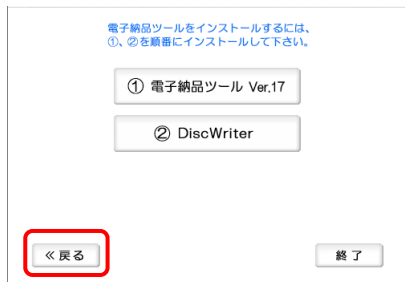 電子納品ツールをインストールするには、
①、②を順番にインストールして下さい。
① 電子納品ツール Ver.17
② DiscWriter
≪戻る
終了